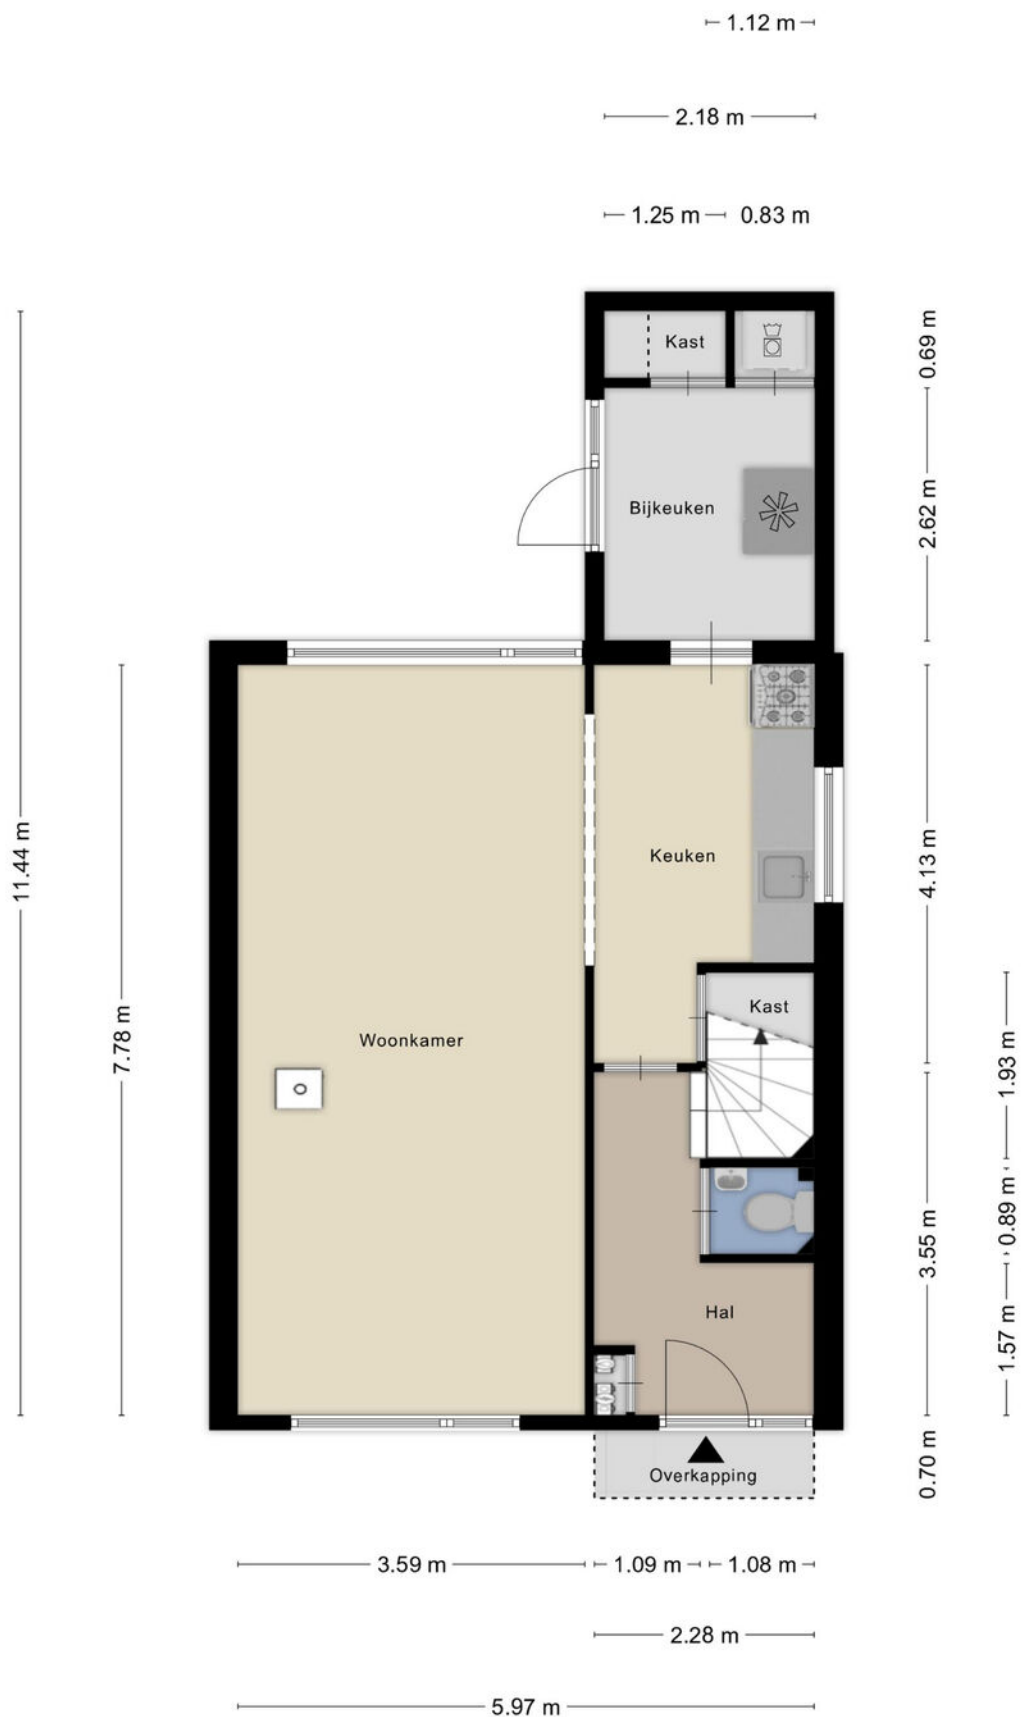 1.12 m
2.18 m
1.25 m
0.83 m
Kast
0.69 m
Bijkeuken
2.62 m
11.44 m
7.78 m
Keuken
4.13 m
Kast
Woonkamer
1.93 m
0.89 m
3.55 m
Hal
1.57 m
Overkapping
0.70 m
3.59 m
1.09 m
1.08 m
2.28 m
5.97 m